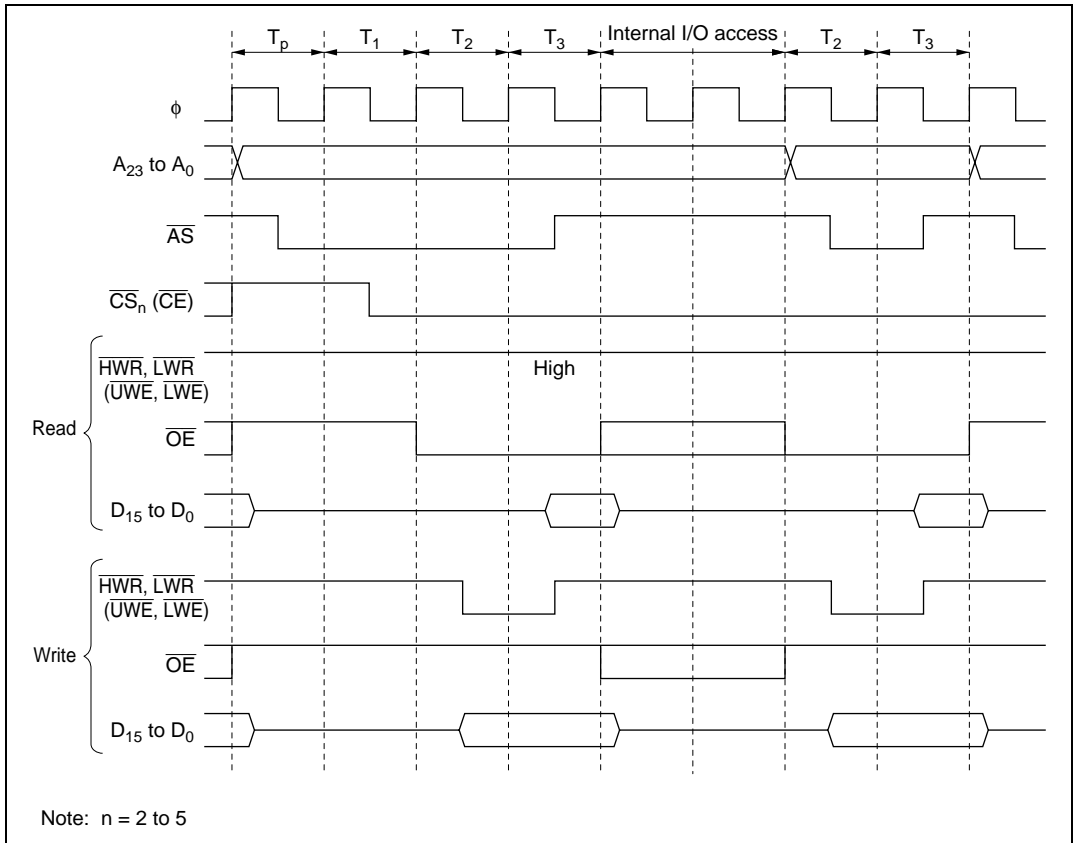 Tp T1 T2 T3 Internal I/O access T2 T3
φ
A23 to A0
AS
CSn (CE)
Read
HWR, LWR
(UWE, LWE)
High
OE
D15 to D0
Write
HWR, LWR
(UWE, LWE)
OE
D15 to D0
Note: n = 2 to 5